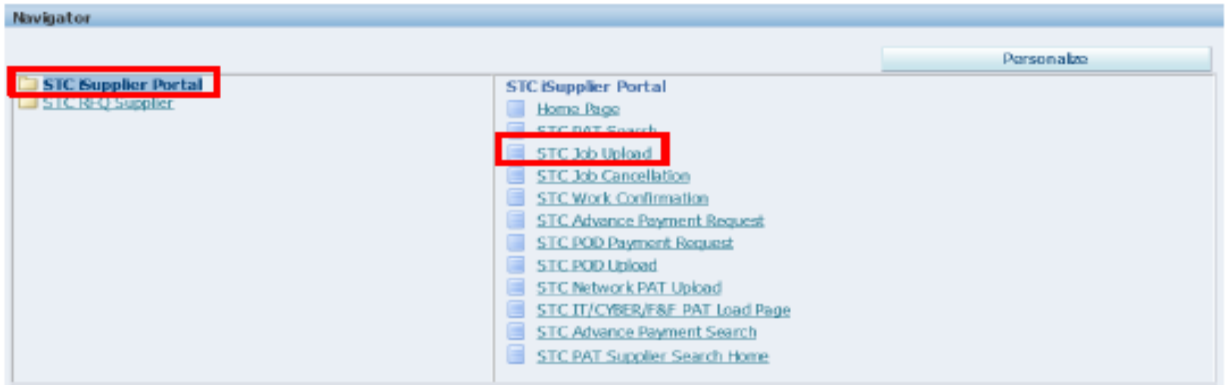 Navigator
Personalize
STC iSupplier Portal
STC RFQ Supplier
STC iSupplier Portal
Home Page
STC PAT Search
STC Job Upload
STC Job Cancellation
STC Work Confirmation
STC Advance Payment Request
STC POD Payment Request
STC POD Upload
STC Network PAT Upload
STC IT/CYBER/F&F PAT Load Page
STC Advance Payment Search
STC PAT Supplier Search Home